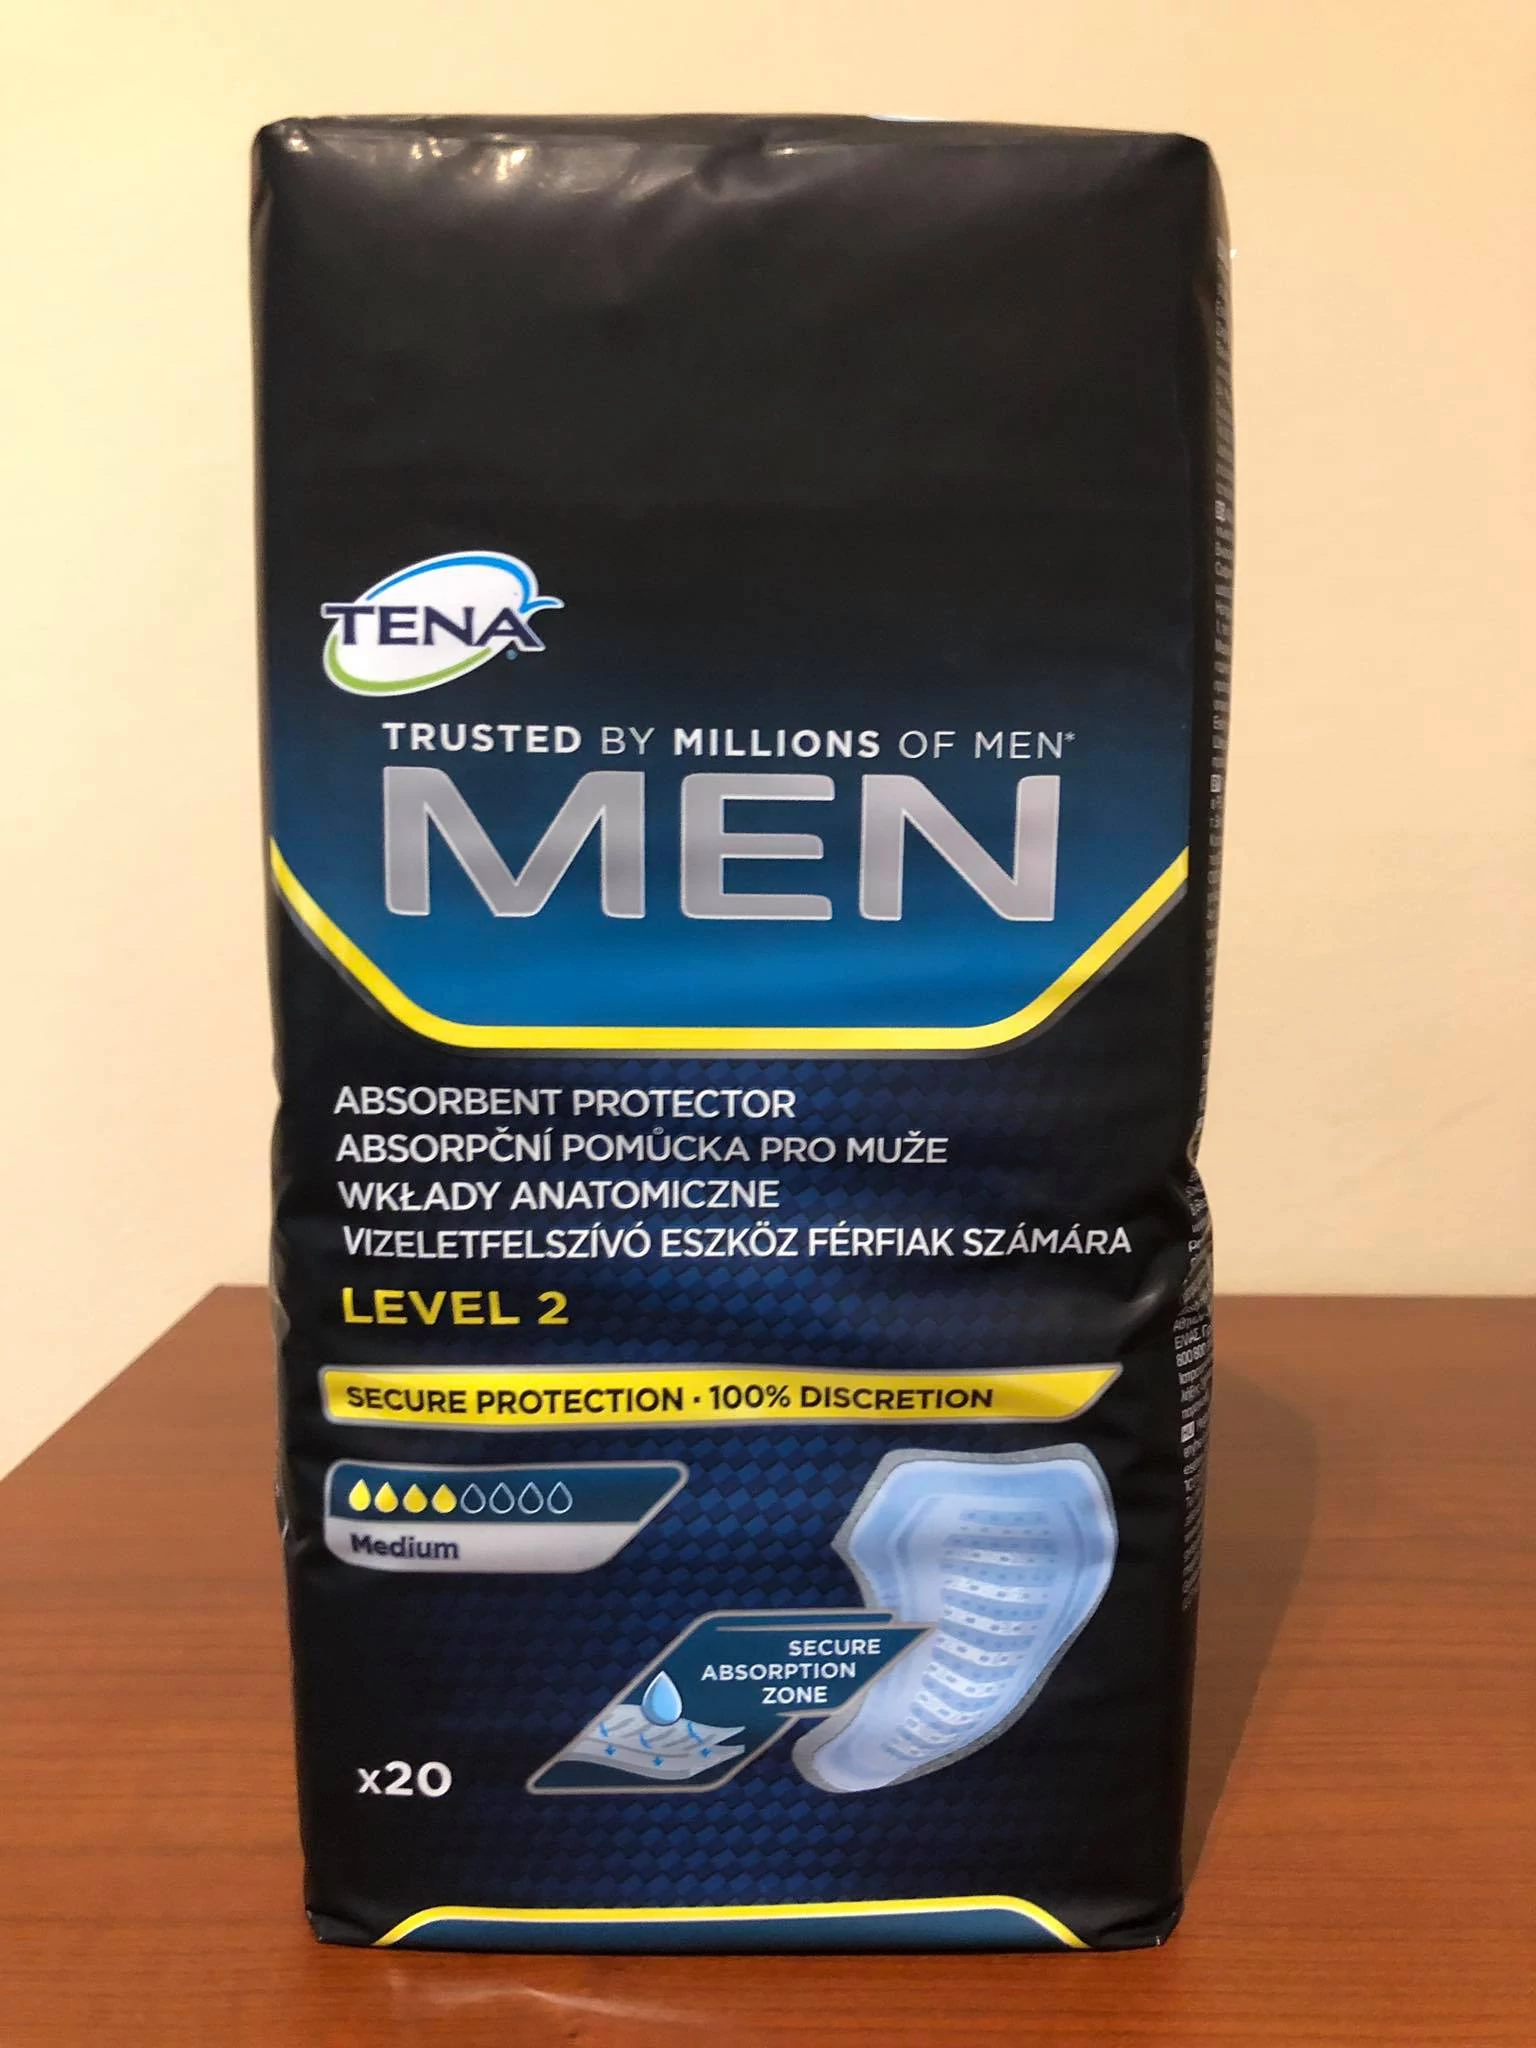 TENA
TRUSTED BY MILLIONS OF MEN*
MEN
ABSORBENT PROTECTOR
ABSORPČNÍ POMŮCKA PRO MUŽE
WKŁADY ANATOMICZNE
VIZELETFELSZÍVÓ ESZKÖZ FÉRFIAK SZÁMÁRA
LEVEL 2
SECURE PROTECTION · 100% DISCRETION
Medium
SECURE
ABSORPTION
ZONE
x20